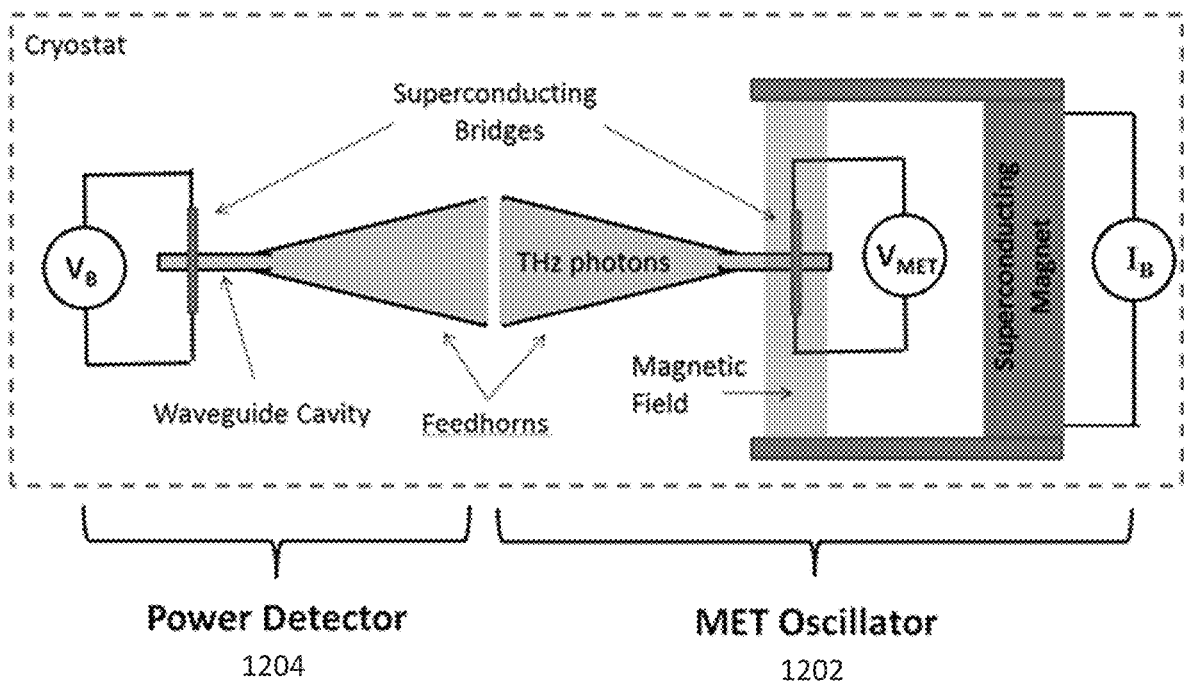 Cryostat
Superconducting
Bridges
V_B
THz photons
V_MET
Superconducting
Magnet
I_B
Magnetic
Field
Waveguide Cavity
Feedhorns
Power Detector
1204
MET Oscillator
1202